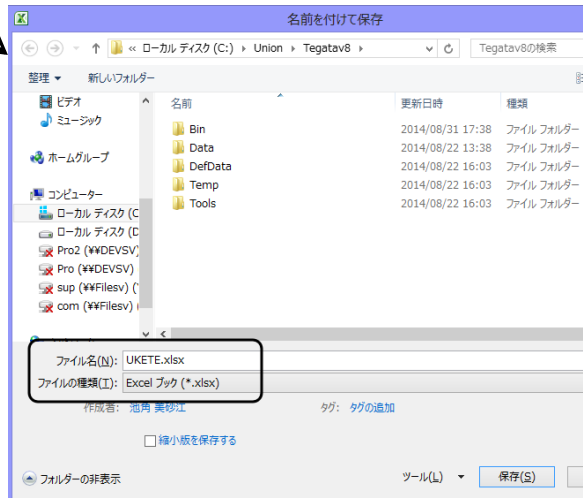 名前を付けて保存
« ローカル ディスク (C:) ▸ Union ▸ Tegatav8 ▸
Tegatav8の検索
整理 ▼ 新しいフォルダー
ビデオ
ミュージック
ホームグループ
コンピューター
ローカル ディスク (C
ローカル ディスク (D
Pro2 (¥¥DEVSV)
Pro (¥¥DEVSV)
sup (¥¥Filesv) (
com (¥¥Filesv)
名前 更新日時 種類
Bin 2014/08/31 17:38 ファイル フォルダー
Data 2014/08/22 13:38 ファイル フォルダー
DefData 2014/08/22 16:03 ファイル フォルダー
Temp 2014/08/22 16:03 ファイル フォルダー
Tools 2014/08/22 16:03 ファイル フォルダー
ファイル名(N): UKETE.xlsx
ファイルの種類(T): Excel ブック (*.xlsx)
作成者: 池角 美砂江 タグ: タグの追加
縮小版を保存する
フォルダーの非表示 ツール(L) ▼ 保存(S)